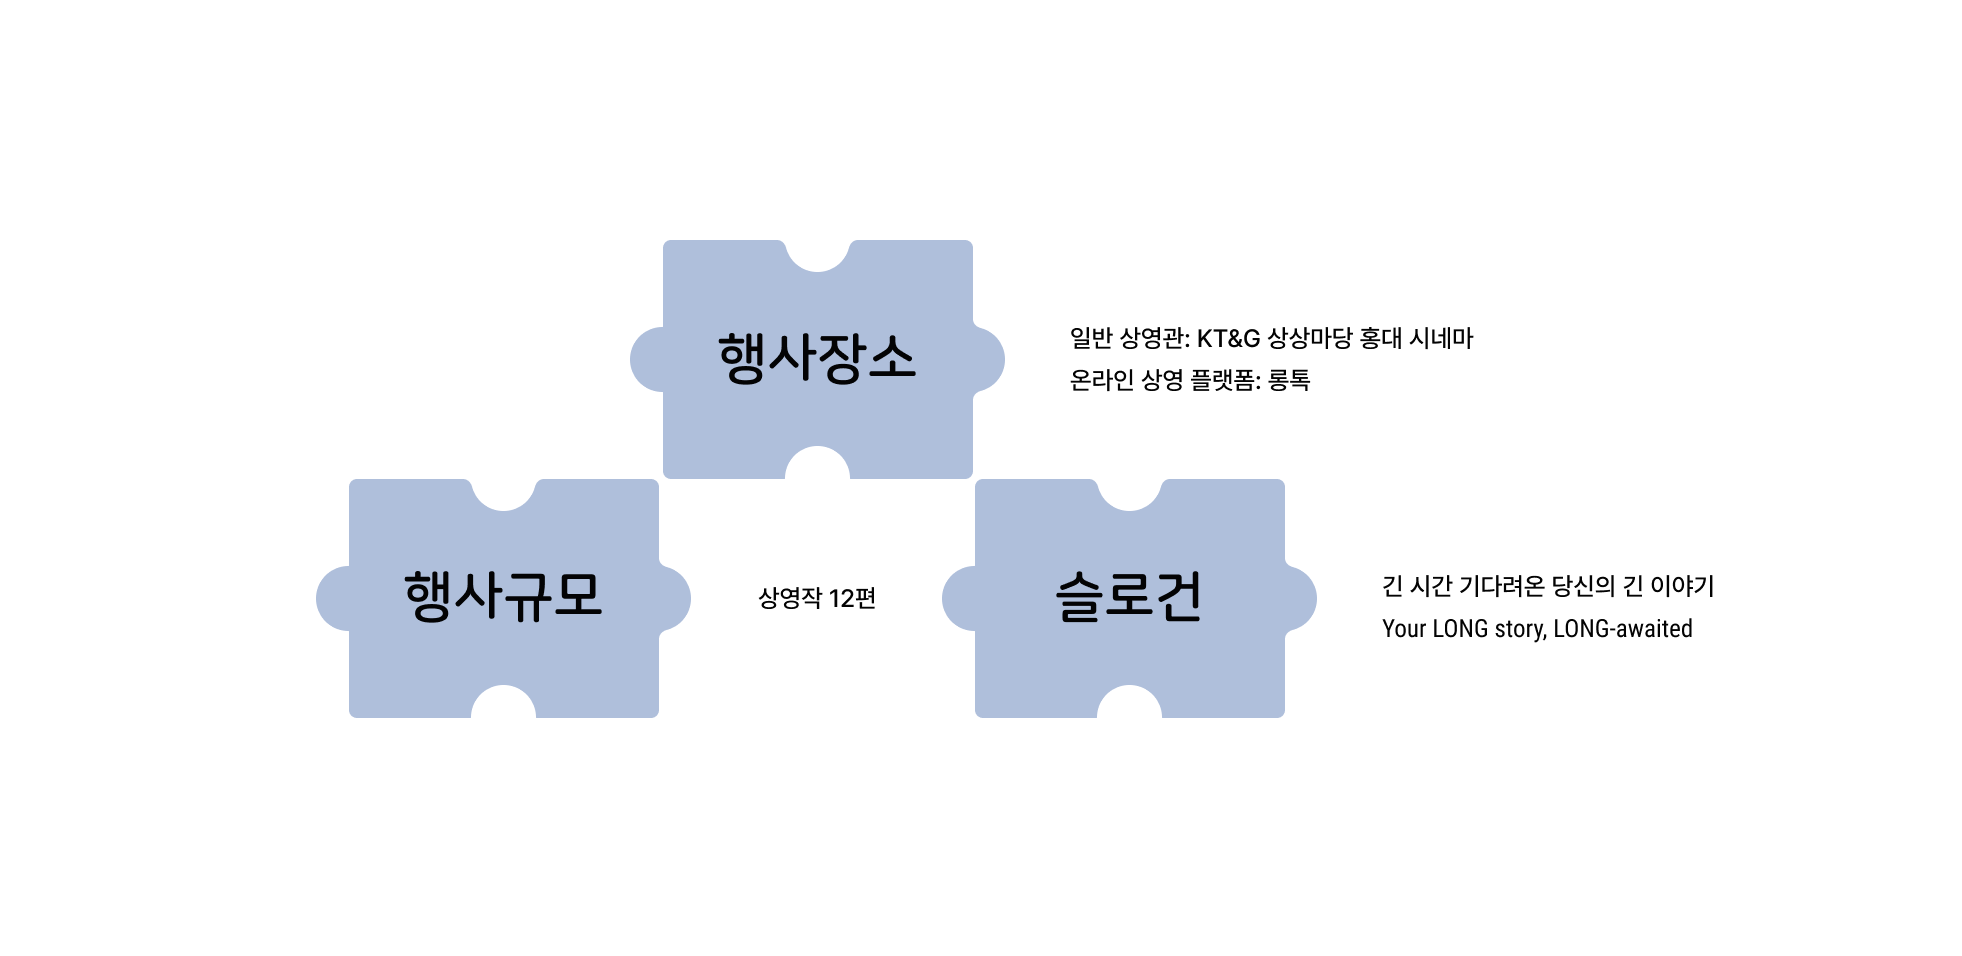 행사장소
일반 상영관: KT&G 상상마당 홍대 시네마
온라인 상영 플랫폼: 롱톡
행사규모
상영작 12편
슬로건
긴 시간 기다려온 당신의 긴 이야기
Your LONG story, LONG-awaited